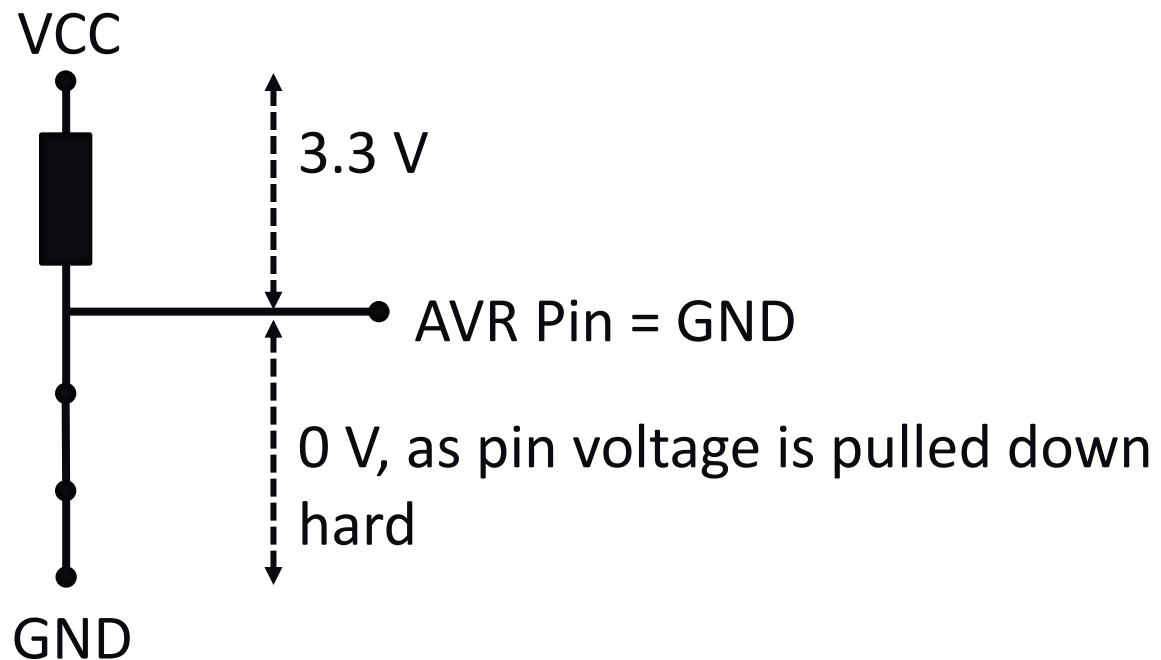 VCC
3.3 V
AVR Pin = GND
0 V, as pin voltage is pulled down
hard
GND